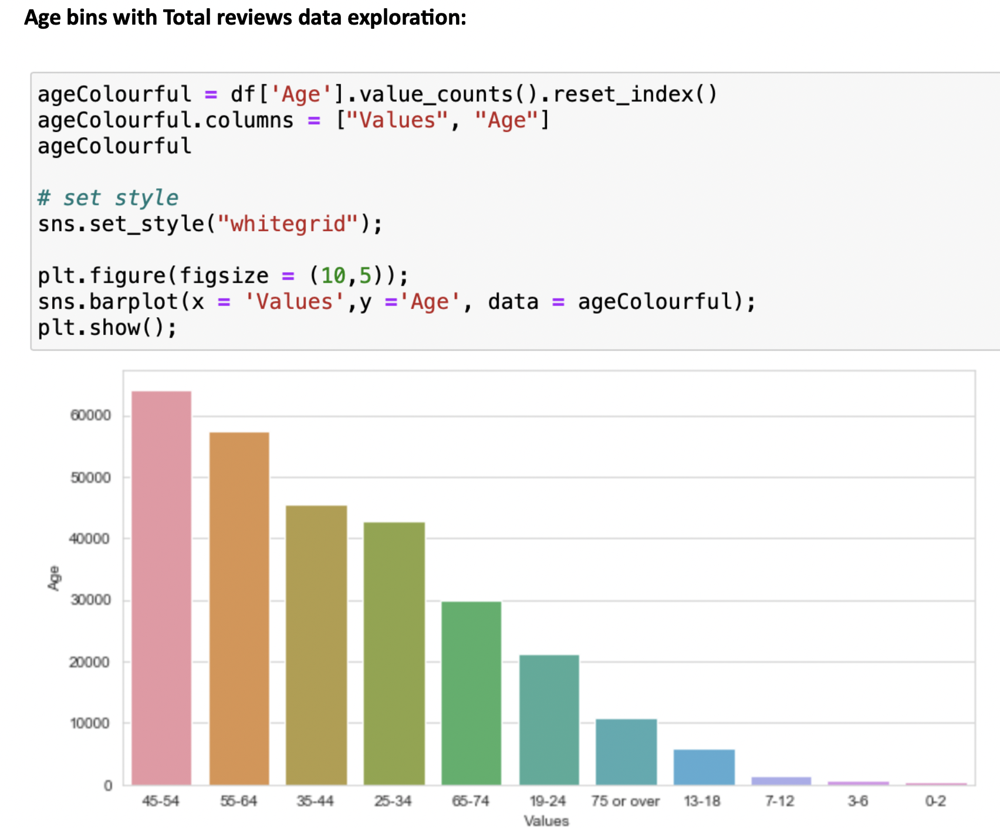 Age bins with Total reviews data exploration:
ageColourful = df['Age'].value_counts().reset_index()
ageColourful.columns = ["Values", "Age"]
ageColourful
# set style
sns.set_style("whitegrid");
plt.figure(figsize = (10,5));
sns.barplot(x = 'Values',y ='Age', data = ageColourful);
plt.show();
60000
50000
40000
30000
20000
10000
0
Age
45-54 55-64 35-44 25-34 65-74 19-24 75 or over 13-18 7-12 3-6 0-2
Values